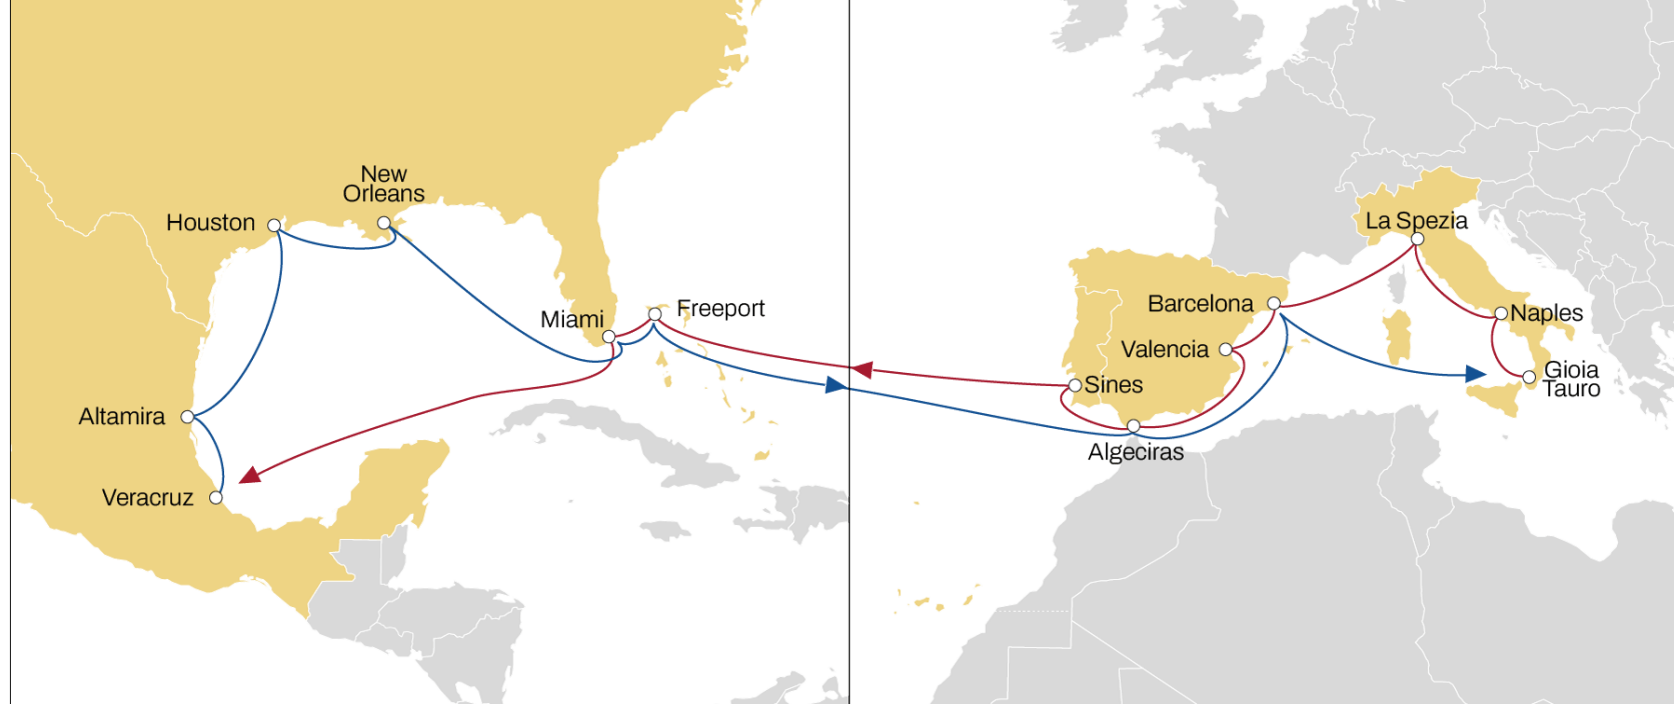 New
Orleans
Houston
Miami
Freeport
Altamira
Veracruz
La Spezia
Barcelona
Naples
Valencia
Sines
Gioia
Tauro
Algeciras